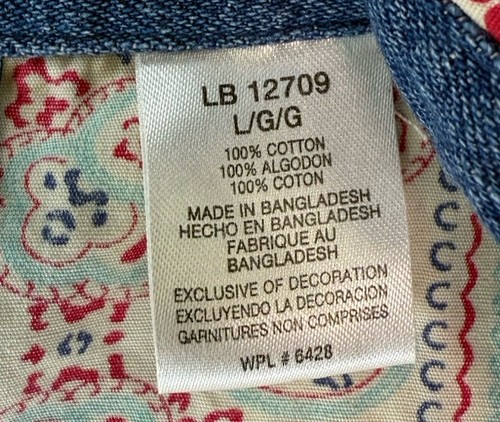 LB 12709
L/G/G
100% COTTON
100% ALGODON
100% COTON
MADE IN BANGLADESH
HECHO EN BANGLADESH
FABRIQUE AU
BANGLADESH
EXCLUSIVE OF DECORATION
EXCLUYENDO LA DECORACION
GARNITURES NON COMPRISES
WPL # 6428